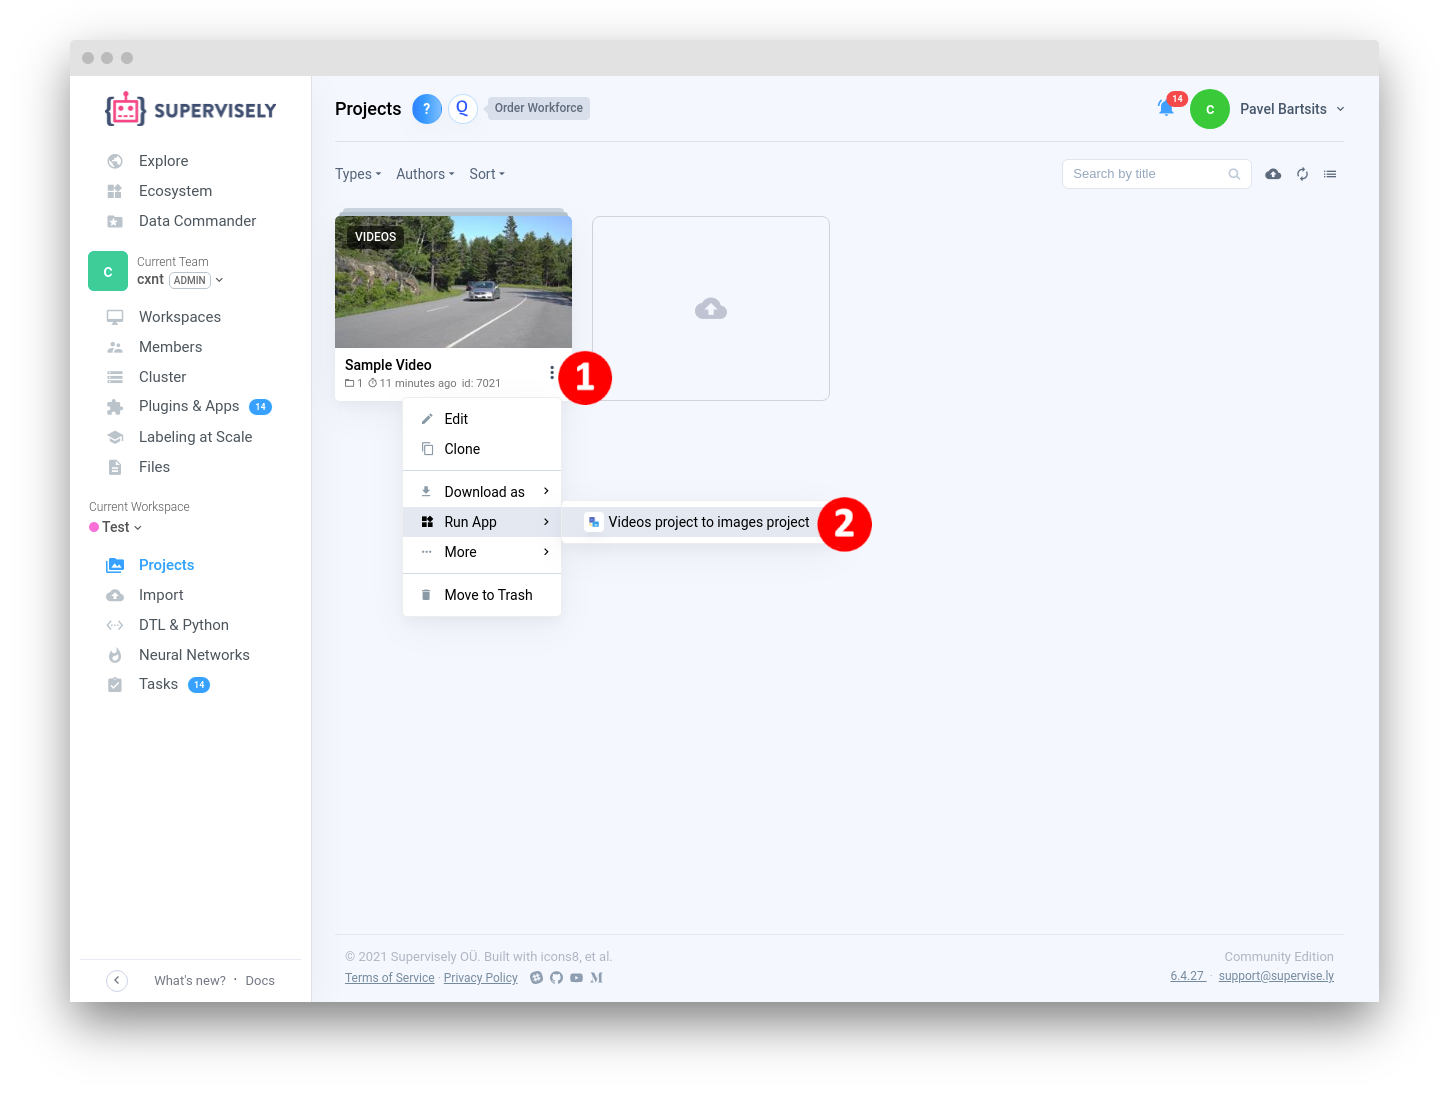 SUPERVISELY
Explore
Ecosystem
Data Commander
Current Team
C
cxnt ADMIN
Workspaces
Members
Cluster
Plugins & Apps 14
Labeling at Scale
Files
Current Workspace
Test
Projects
Import
DTL & Python
Neural Networks
Tasks 14
What's new? · Docs
Projects ? Q Order Workforce
14 C Pavel Bartsits
Types Authors Sort
Search by title
VIDEOS
Sample Video
1 11 minutes ago id: 7021
1
Edit
Clone
Download as
Run App
Videos project to images project
2
More
Move to Trash
© 2021 Supervisely OÜ. Built with icons8, et al.
Terms of Service · Privacy Policy
Community Edition
6.4.27 · support@supervise.ly